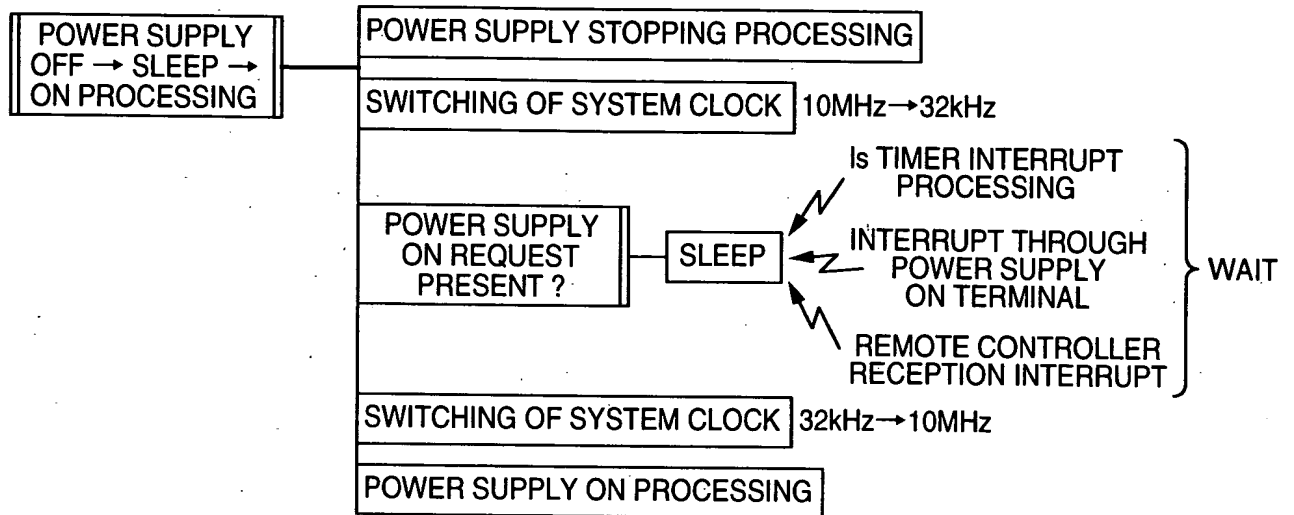 POWER SUPPLY
OFF → SLEEP →
ON PROCESSING
POWER SUPPLY STOPPING PROCESSING
SWITCHING OF SYSTEM CLOCK 10MHz→32kHz
POWER SUPPLY
ON REQUEST
PRESENT ?
SLEEP
Is TIMER INTERRUPT
PROCESSING
INTERRUPT THROUGH
POWER SUPPLY
ON TERMINAL
REMOTE CONTROLLER
RECEPTION INTERRUPT
WAIT
SWITCHING OF SYSTEM CLOCK 32kHz→10MHz
POWER SUPPLY ON PROCESSING